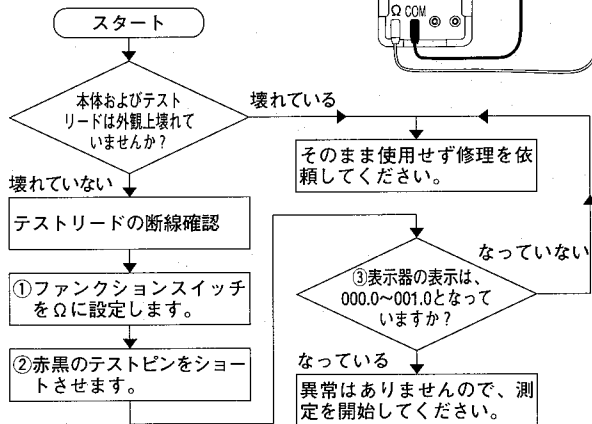 スタート
Ω COM
本体およびテスト
リードは外観上壊れて
いませんか?
壊れている
そのまま使用せず修理を依
頼してください。
壊れていない
テストリードの断線確認
①ファンクションスイッチ
をΩに設定します。
②赤黒のテストピンをショー
トさせます。
なっていない
③表示器の表示は、
000.0~001.0となって
いますか?
なっている
異常はありませんので、測
定を開始してください。